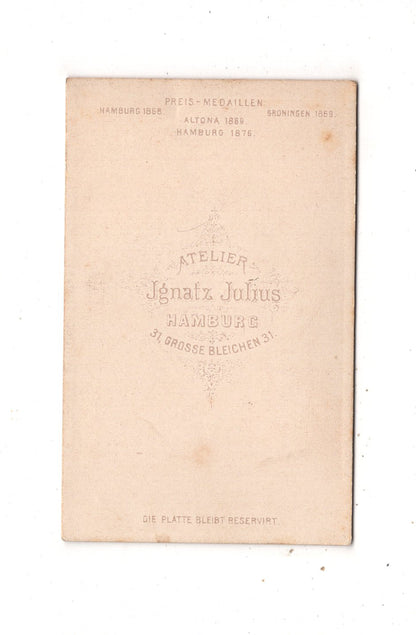 PREIS-MEDAILLEN
HAMBURG 1868. GRONINGEN 1869.
ALTONA 1869.
HAMBURG 1876.
ATELIER
Jgnatz Julius
HAMBURG
31, GROSSE BLEICHEN 31.
DIE PLATTE BLEIBT RESERVIRT